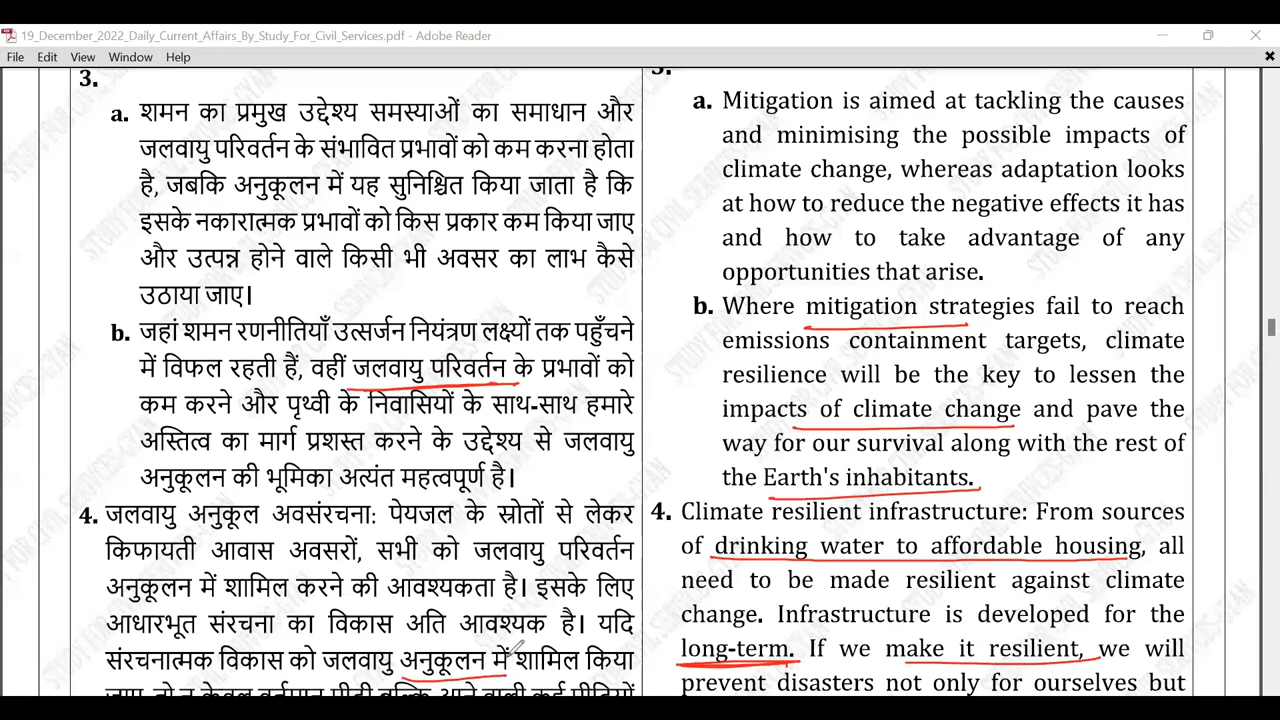 19_December_2022_Daily_Current_Affairs_By_Study_For_Civil_Services.pdf - Adobe Reader
File Edit View Window Help
3.
a. शमन का प्रमुख उद्देश्य समस्याओं का समाधान और
जलवायु परिवर्तन के संभावित प्रभावों को कम करना होता
है, जबकि अनुकूलन में यह सुनिश्चित किया जाता है कि
इसके नकारात्मक प्रभावों को किस प्रकार कम किया जाए
और उत्पन्न होने वाले किसी भी अवसर का लाभ कैसे
उठाया जाए।
b. जहां शमन रणनीतियाँ उत्सर्जन नियंत्रण लक्ष्यों तक पहुँचने
में विफल रहती हैं, वहीं जलवायु परिवर्तन के प्रभावों को
कम करने और पृथ्वी के निवासियों के साथ-साथ हमारे
अस्तित्व का मार्ग प्रशस्त करने के उद्देश्य से जलवायु
अनुकूलन की भूमिका अत्यंत महत्वपूर्ण है।
4. जलवायु अनुकूल अवसंरचना: पेयजल के स्रोतों से लेकर
किफायती आवास अवसरों, सभी को जलवायु परिवर्तन
अनुकूलन में शामिल करने की आवश्यकता है। इसके लिए
आधारभूत संरचना का विकास अति आवश्यक है। यदि
संरचनात्मक विकास को जलवायु अनुकूलन में शामिल किया
a. Mitigation is aimed at tackling the causes
and minimising the possible impacts of
climate change, whereas adaptation looks
at how to reduce the negative effects it has
and how to take advantage of any
opportunities that arise.
b. Where mitigation strategies fail to reach
emissions containment targets, climate
resilience will be the key to lessen the
impacts of climate change and pave the
way for our survival along with the rest of
the Earth's inhabitants.
4. Climate resilient infrastructure: From sources
of drinking water to affordable housing, all
need to be made resilient against climate
change. Infrastructure is developed for the
long-term. If we make it resilient, we will
prevent disasters not only for ourselves but